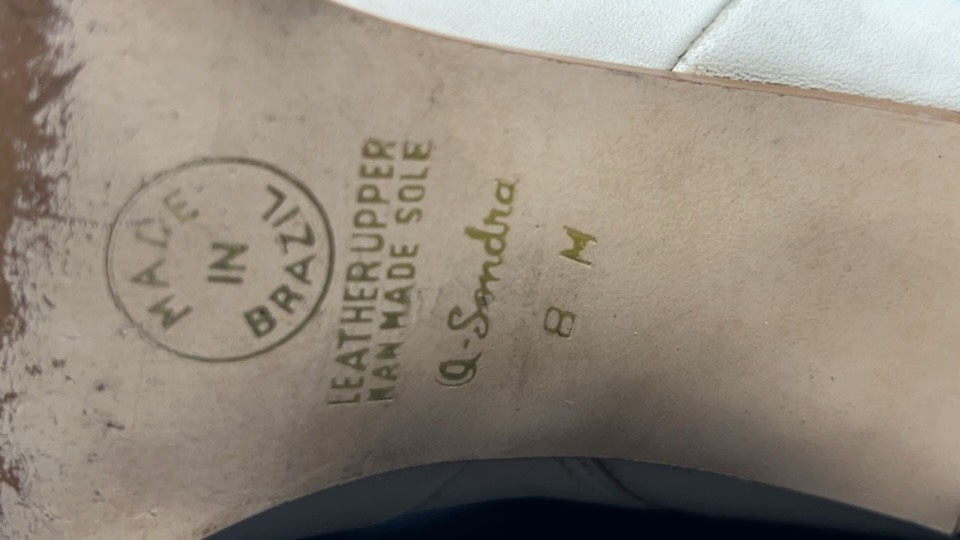 MADE
IN
BRAZIL
LEATHER UPPER
MAN MADE SOLE
Q-Sondra
8 M